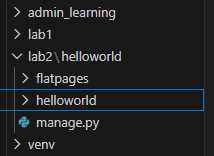 admin_learning
lab1
lab2\helloworld
flatpages
helloworld
manage.py
venv